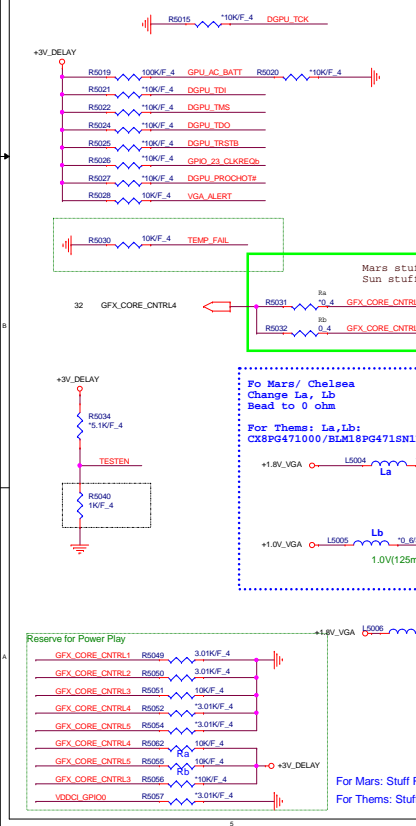 R5015 *10K/F_4 DGPU_TCK
+3V_DELAY
R5019 100K/F_4 GPU_AC_BATT R5020 *10K/F_4
R5021 *10K/F_4 DGPU_TDI
R5022 *10K/F_4 DGPU_TMS
R5024 *10K/F_4 DGPU_TDO
R5025 *10K/F_4 DGPU_TRSTB
R5026 *10K/F_4 GPIO_23_CLKREQb
R5027 *10K/F_4 DGPU_PROCHOT#
R5028 10K/F_4 VGA_ALERT
R5030 10K/F_4 TEMP_FAIL
Mars stuf
Sun stuff
Ra
32 GFX_CORE_CNTRL4 R5031 *0_4 GFX_CORE_CNTRL
Rb
R5032 0_4 GFX_CORE_CNTRL
B
+3V_DELAY
Fo Mars/ Chelsea
Change La, Lb
Bead to 0 ohm
R5034
*5.1K/F_4
For Thems: La,Lb:
CX8PG471000/BLM18PG471SN1
TESTEN
+1.8V_VGA L5004
La
R5040
1K/F_4
Lb
+1.0V_VGA L5005 *0_6/
1.0V(125m
+1.8V_VGA L5006
Reserve for Power Play
GFX_CORE_CNTRL1 R5049 3.01K/F_4
A
GFX_CORE_CNTRL2 R5050 3.01K/F_4
GFX_CORE_CNTRL3 R5051 10K/F_4
GFX_CORE_CNTRL4 R5052 *3.01K/F_4
GFX_CORE_CNTRL5 R5054 *3.01K/F_4
GFX_CORE_CNTRL4 R5062 10K/F_4
Ra
GFX_CORE_CNTRL5 R5055 10K/F_4 +3V_DELAY
Rb
GFX_CORE_CNTRL3 R5056 *10K/F_4
For Mars: Stuff R
VDDCI_GPIO0 R5057 *3.01K/F_4
For Thems: Stuf
5